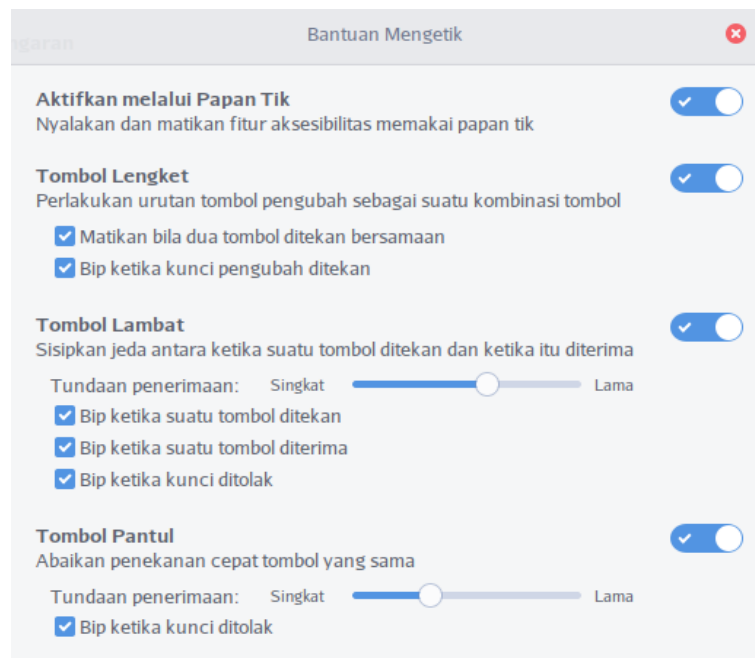 ngaran
Bantuan Mengetik
Aktifkan melalui Papan Tik
Nyalakan dan matikan fitur aksesibilitas memakai papan tik
Tombol Lengket
Perlakukan urutan tombol pengubah sebagai suatu kombinasi tombol
Matikan bila dua tombol ditekan bersamaan
Bip ketika kunci pengubah ditekan
Tombol Lambat
Sisipkan jeda antara ketika suatu tombol ditekan dan ketika itu diterima
Tundaan penerimaan: Singkat Lama
Bip ketika suatu tombol ditekan
Bip ketika suatu tombol diterima
Bip ketika kunci ditolak
Tombol Pantul
Abaikan penekanan cepat tombol yang sama
Tundaan penerimaan: Singkat Lama
Bip ketika kunci ditolak